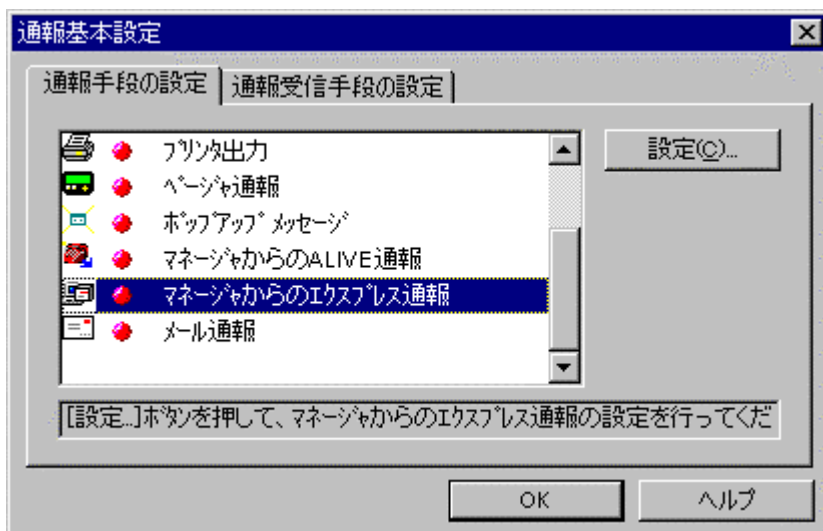 通報基本設定
通報手段の設定 通報受信手段の設定
プリンタ出力
ページャ通報
ポップアップ メッセージ
マネージャからのALIVE通報
マネージャからのエクスプレス通報
メール通報
設定(C)...
[設定...]ボタンを押して、マネージャからのエクスプレス通報の設定を行ってくだ
OK ヘルプ